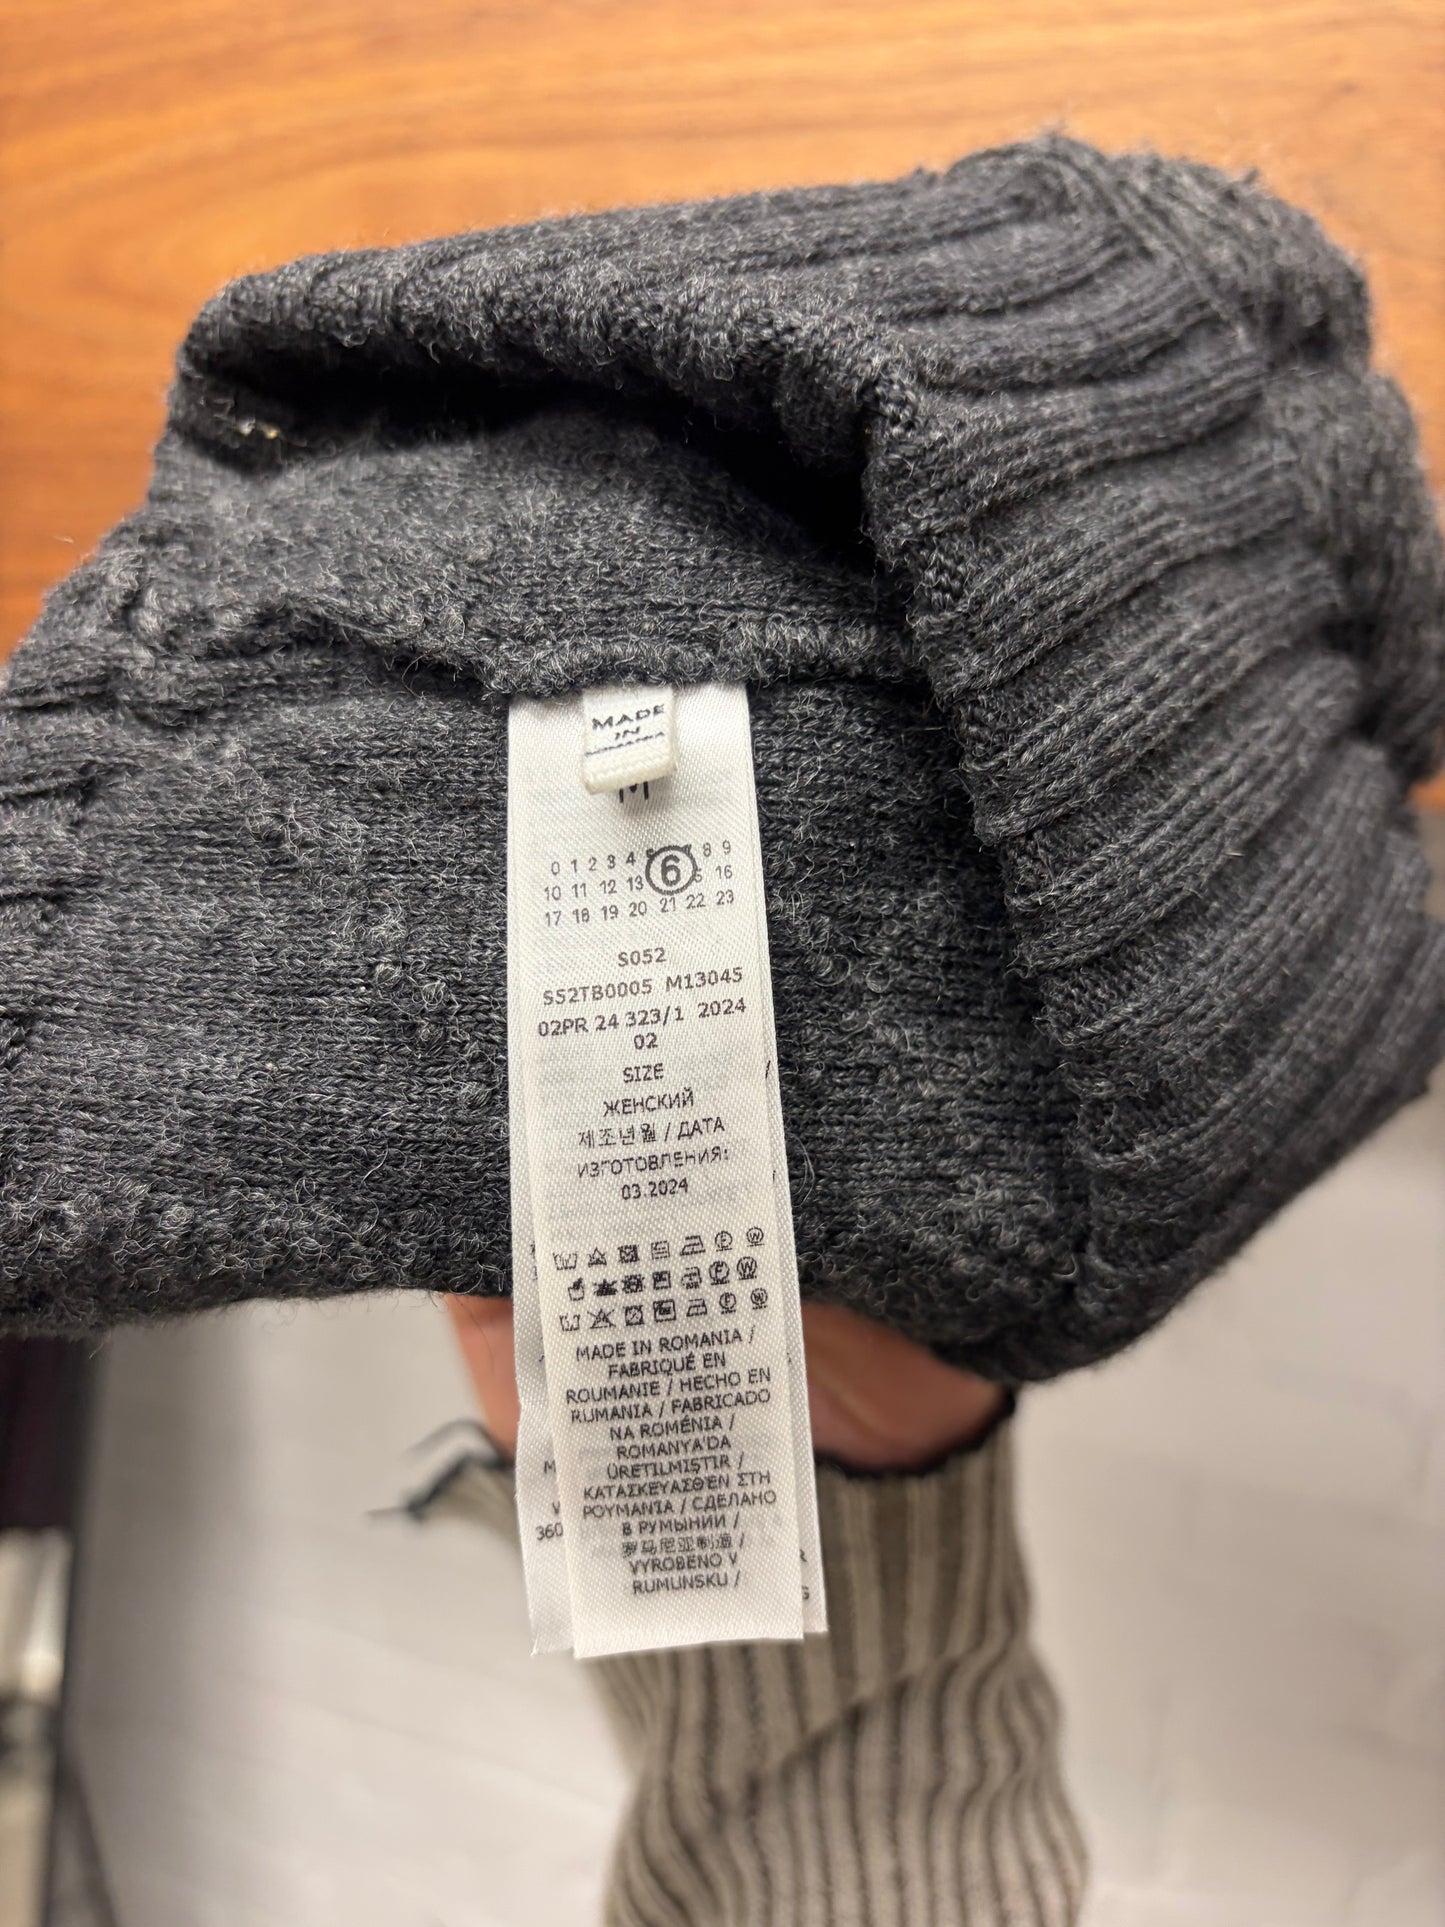 MADE
IN
M
0 1 2 3 4 6 8 9
10 11 12 13 16
17 18 19 20 21 22 23
S052
S52TB0005 M13045
02PR 24 323/1 2024
02
SIZE
ЖЕНСКИЙ
제조년월 / ДАТА
ИЗГОТОВЛЕНИЯ:
03.2024
MADE IN ROMANIA /
FABRIQUÉ EN
ROUMANIE / HECHO EN
RUMANIA / FABRICADO
NA ROMÉNIA /
ROMANYA'DA
ÜRETILMIŞTIR /
ΚΑΤΑΣΚΕΥΑΣΘΕΝ ΣΤΗ
ΡΟΥΜΑΝΙΑ / СДЕЛАНО
В РУМЫНИИ /
罗马尼亚制造 /
VYROBENO V
RUMUNSKU /
360